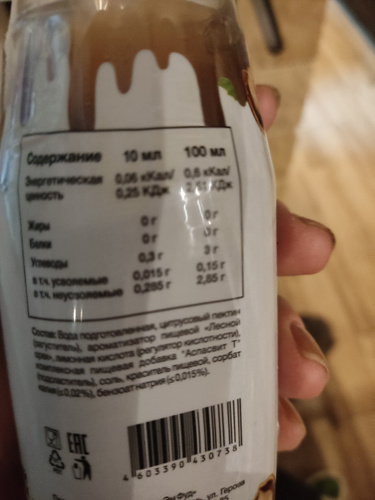 Содержание 10 мл 100 мл
Энергетическая 0,06 кКал/ 0,6 кКал/
ценность 0,25 КДж КДж
Жиры 0 г 0 г
Белки 0 г 0 г
Углеводы 0,3 г 3 г
в т.ч. усвояемые 0,015 г 0,15 г
в т.ч. неусвояемые 0,285 г 2,85 г
Состав: Вода подготовленная, цитрусовый пектин
(загуститель), ароматизатор пищевой «Лесной
орех», лимонная кислота (регулятор кислотности),
комплексная пищевая добавка "Аспасвит Т"
(подсластитель), соль, краситель пищевой, сорбат
калия (≤0,02%), бензоат натрия (≤0,015%).
EAC
4 603390 430738
ул. Героев